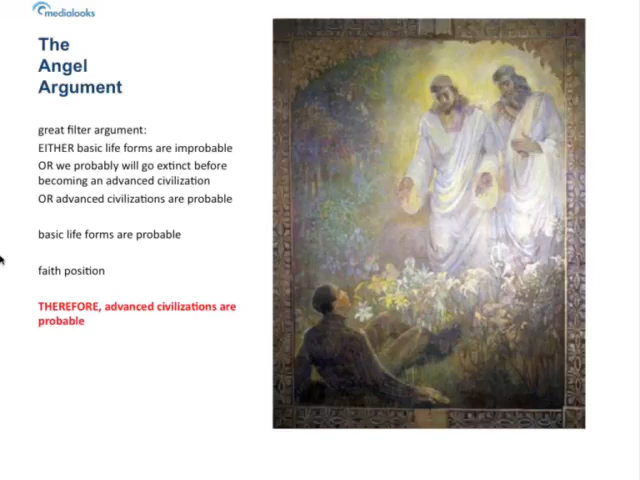 medialooks
The
Angel
Argument
great filter argument:
EITHER basic life forms are improbable
OR we probably will go extinct before
becoming an advanced civilization
OR advanced civilizations are probable
basic life forms are probable
faith position
THEREFORE, advanced civilizations are
probable